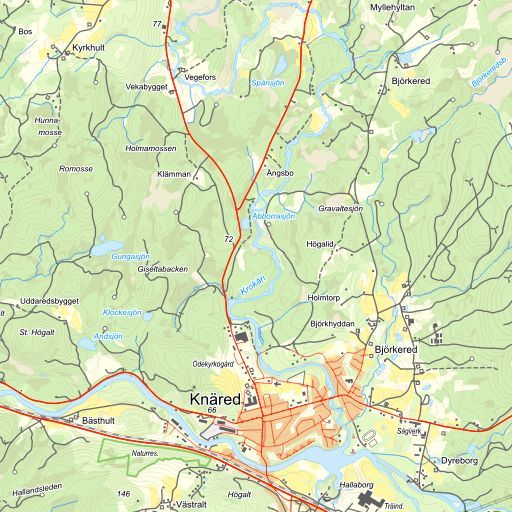 Myllehyltan
77
Bos
Kyrkhult
Vegefors
Spånsjön
Björkered
Björkeredsb.
Vekabygget
Hunna-
mosse
Holmamossen
Romosse
Klämman
Ängsbo
Abborrasjön
Gravaltesjön
72
Högalid
Gungasjön
Giseltabacken
Krokån
Uddaredsbygget
Holmtorp
Klockesjön
St. Högalt
Andsjön
Björkhyddan
Björkered
Ödekyrkogård
Knäred
66
Bästhult
Sågverk
Naturres.
Dyreborg
Hallandsleden
146
Högalt
Hallaborg
Västralt
Träind.